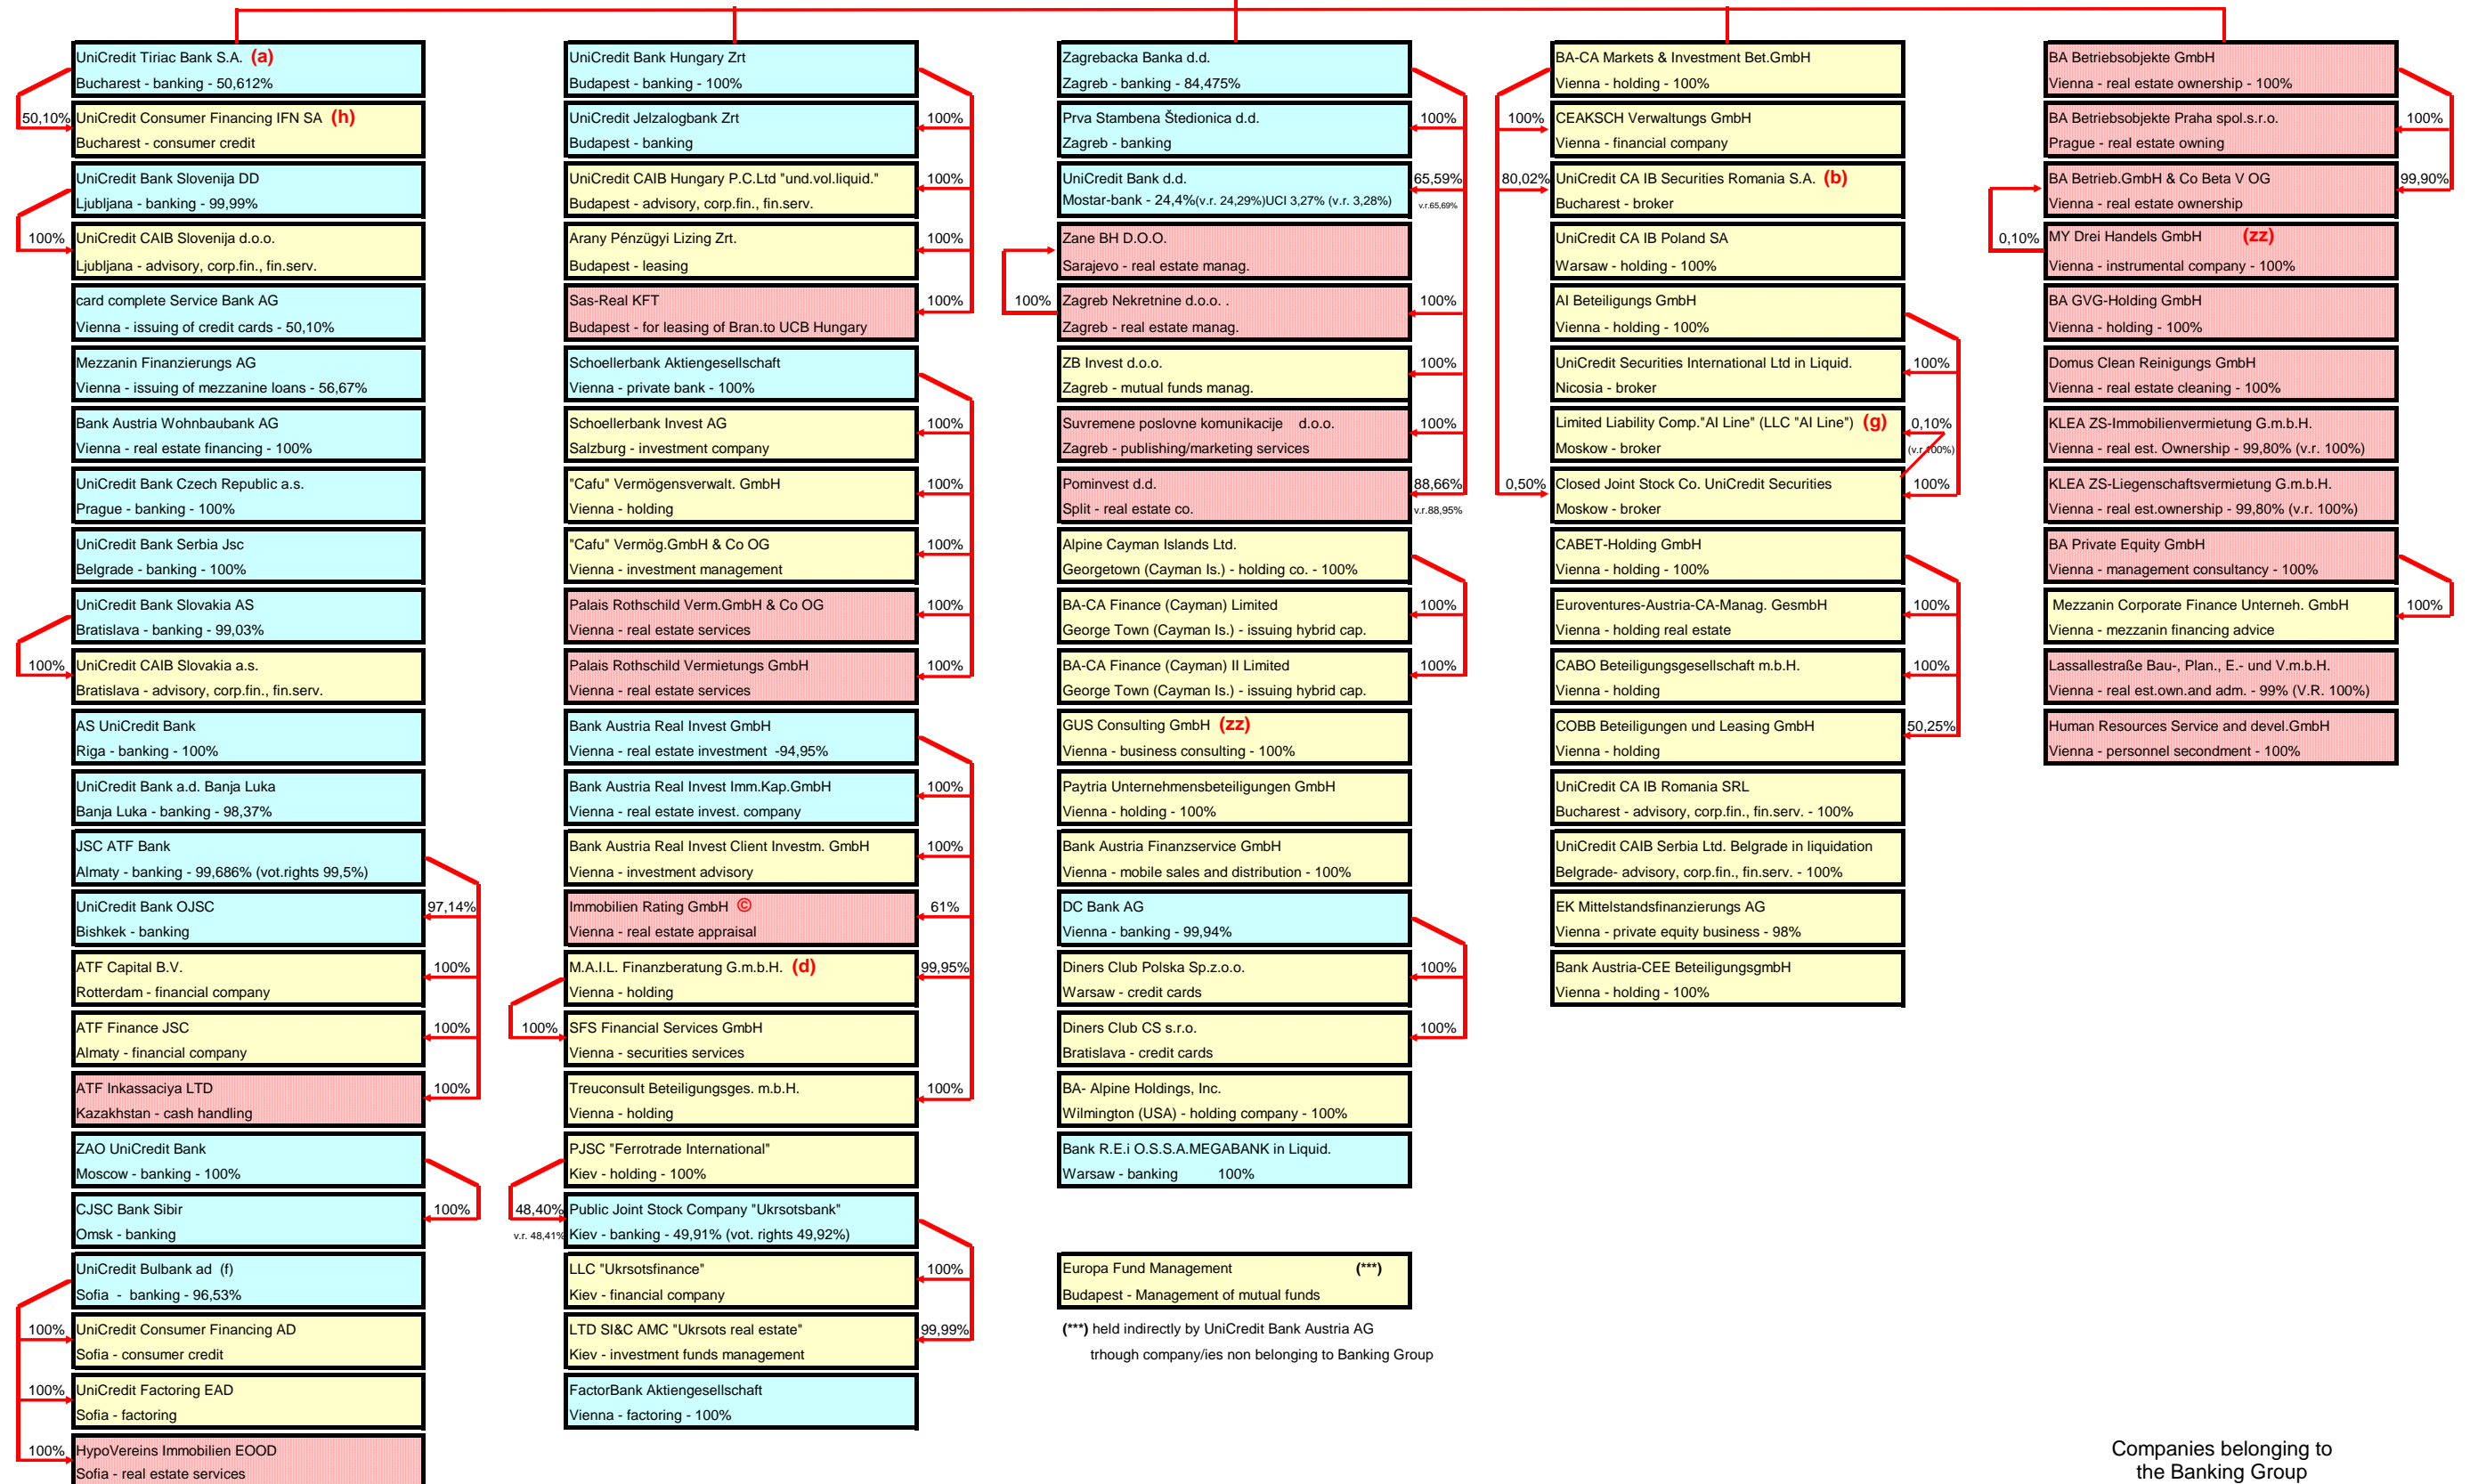 UniCredit Tiriac Bank S.A. (a)
Bucharest - banking - 50,612%
50,10%
UniCredit Consumer Financing IFN SA (h)
Bucharest - consumer credit
UniCredit Bank Slovenija DD
Ljubljana - banking - 99,99%
100%
UniCredit CAIB Slovenija d.o.o.
Ljubljana - advisory, corp.fin., fin.serv.
card complete Service Bank AG
Vienna - issuing of credit cards - 50,10%
Mezzanin Finanzierungs AG
Vienna - issuing of mezzanine loans - 56,67%
Bank Austria Wohnbaubank AG
Vienna - real estate financing - 100%
UniCredit Bank Czech Republic a.s.
Prague - banking - 100%
UniCredit Bank Serbia Jsc
Belgrade - banking - 100%
UniCredit Bank Slovakia AS
Bratislava - banking - 99,03%
100%
UniCredit CAIB Slovakia a.s.
Bratislava - advisory, corp.fin., fin.serv.
AS UniCredit Bank
Riga - banking - 100%
UniCredit Bank a.d. Banja Luka
Banja Luka - banking - 98,37%
JSC ATF Bank
Almaty - banking - 99,686% (vot.rights 99,5%)
UniCredit Bank OJSC
97,14%
Bishkek - banking
ATF Capital B.V.
100%
Rotterdam - financial company
ATF Finance JSC
100%
Almaty - financial company
ATF Inkassaciya LTD
100%
Kazakhstan - cash handling
ZAO UniCredit Bank
Moscow - banking - 100%
CJSC Bank Sibir
100%
Omsk - banking
UniCredit Bulbank ad (f)
Sofia - banking - 96,53%
100%
UniCredit Consumer Financing AD
Sofia - consumer credit
100%
UniCredit Factoring EAD
Sofia - factoring
100%
HypoVereins Immobilien EOOD
Sofia - real estate services
UniCredit Bank Hungary Zrt
Budapest - banking - 100%
UniCredit Jelzalogbank Zrt
100%
Budapest - banking
UniCredit CAIB Hungary P.C.Ltd "und.vol.liquid."
100%
Budapest - advisory, corp.fin., fin.serv.
Arany Pénzügyi Lizing Zrt.
100%
Budapest - leasing
Sas-Real KFT
100%
Budapest - for leasing of Bran.to UCB Hungary
Schoellerbank Aktiengesellschaft
Vienna - private bank - 100%
Schoellerbank Invest AG
100%
Salzburg - investment company
"Cafu" Vermögensverwalt. GmbH
100%
Vienna - holding
"Cafu" Vermög.GmbH & Co OG
100%
Vienna - investment management
Palais Rothschild Verm.GmbH & Co OG
100%
Vienna - real estate services
Palais Rothschild Vermietungs GmbH
100%
Vienna - real estate services
Bank Austria Real Invest GmbH
Vienna - real estate investment -94,95%
Bank Austria Real Invest Imm.Kap.GmbH
100%
Vienna - real estate invest. company
Bank Austria Real Invest Client Investm. GmbH
100%
Vienna - investment advisory
Immobilien Rating GmbH ©
61%
Vienna - real estate appraisal
M.A.I.L. Finanzberatung G.m.b.H. (d)
99,95%
Vienna - holding
100%
SFS Financial Services GmbH
Vienna - securities services
Treuconsult Beteiligungsges. m.b.H.
100%
Vienna - holding
PJSC "Ferrotrade International"
Kiev - holding - 100%
48,40%
Public Joint Stock Company "Ukrsotsbank"
v.r. 48,41%
Kiev - banking - 49,91% (vot. rights 49,92%)
LLC "Ukrsotsfinance"
100%
Kiev - financial company
LTD SI&C AMC "Ukrsots real estate"
99,99%
Kiev - investment funds management
FactorBank Aktiengesellschaft
Vienna - factoring - 100%
Zagrebacka Banka d.d.
Zagreb - banking - 84,475%
Prva Stambena Štedionica d.d.
100%
Zagreb - banking
UniCredit Bank d.d.
65,59%
Mostar-bank - 24,4%(v.r. 24,29%)UCI 3,27% (v.r. 3,28%)
v.r.65,69%
Zane BH D.O.O.
Sarajevo - real estate manag.
100%
Zagreb Nekretnine d.o.o. .
100%
Zagreb - real estate manag.
ZB Invest d.o.o.
100%
Zagreb - mutual funds manag.
Suvremene poslovne komunikacije d.o.o.
100%
Zagreb - publishing/marketing services
Pominvest d.d.
88,66%
Split - real estate co.
v.r.88,95%
Alpine Cayman Islands Ltd.
Georgetown (Cayman Is.) - holding co. - 100%
BA-CA Finance (Cayman) Limited
100%
George Town (Cayman Is.) - issuing hybrid cap.
BA-CA Finance (Cayman) II Limited
100%
George Town (Cayman Is.) - issuing hybrid cap.
GUS Consulting GmbH (zz)
Vienna - business consulting - 100%
Paytria Unternehmensbeteiligungen GmbH
Vienna - holding - 100%
Bank Austria Finanzservice GmbH
Vienna - mobile sales and distribution - 100%
DC Bank AG
Vienna - banking - 99,94%
Diners Club Polska Sp.z.o.o.
100%
Warsaw - credit cards
Diners Club CS s.r.o.
100%
Bratislava - credit cards
BA- Alpine Holdings, Inc.
Wilmington (USA) - holding company - 100%
Bank R.E.i O.S.S.A.MEGABANK in Liquid.
Warsaw - banking 100%
Europa Fund Management (***)
Budapest - Management of mutual funds
(***) held indirectly by UniCredit Bank Austria AG
trhough company/ies non belonging to Banking Group
BA-CA Markets & Investment Bet.GmbH
Vienna - holding - 100%
100%
CEAKSCH Verwaltungs GmbH
Vienna - financial company
80,02%
UniCredit CA IB Securities Romania S.A. (b)
Bucharest - broker
UniCredit CA IB Poland SA
Warsaw - holding - 100%
AI Beteiligungs GmbH
Vienna - holding - 100%
UniCredit Securities International Ltd in Liquid.
100%
Nicosia - broker
Limited Liability Comp."AI Line" (LLC "AI Line") (g)
0,10%
Moskow - broker
(v.r.100%)
0,50%
Closed Joint Stock Co. UniCredit Securities
100%
Moskow - broker
CABET-Holding GmbH
Vienna - holding - 100%
Euroventures-Austria-CA-Manag. GesmbH
100%
Vienna - holding real estate
CABO Beteiligungsgesellschaft m.b.H.
100%
Vienna - holding
COBB Beteiligungen und Leasing GmbH
50,25%
Vienna - holding
UniCredit CA IB Romania SRL
Bucharest - advisory, corp.fin., fin.serv. - 100%
UniCredit CAIB Serbia Ltd. Belgrade in liquidation
Belgrade- advisory, corp.fin., fin.serv. - 100%
EK Mittelstandsfinanzierungs AG
Vienna - private equity business - 98%
Bank Austria-CEE BeteiligungsgmbH
Vienna - holding - 100%
BA Betriebsobjekte GmbH
Vienna - real estate ownership - 100%
BA Betriebsobjekte Praha spol.s.r.o.
100%
Prague - real estate owning
BA Betrieb.GmbH & Co Beta V OG
99,90%
Vienna - real estate ownership
0,10%
MY Drei Handels GmbH (zz)
Vienna - instrumental company - 100%
BA GVG-Holding GmbH
Vienna - holding - 100%
Domus Clean Reinigungs GmbH
Vienna - real estate cleaning - 100%
KLEA ZS-Immobilienvermietung G.m.b.H.
Vienna - real est. Ownership - 99,80% (v.r. 100%)
KLEA ZS-Liegenschaftsvermietung G.m.b.H.
Vienna - real est.ownership - 99,80% (v.r. 100%)
BA Private Equity GmbH
Vienna - management consultancy - 100%
Mezzanin Corporate Finance Unterneh. GmbH
100%
Vienna - mezzanin financing advice
Lassallestraße Bau-, Plan., E.- und V.m.b.H.
Vienna - real est.own.and adm. - 99% (V.R. 100%)
Human Resources Service and devel.GmbH
Vienna - personnel secondment - 100%
Companies belonging to
the Banking Group